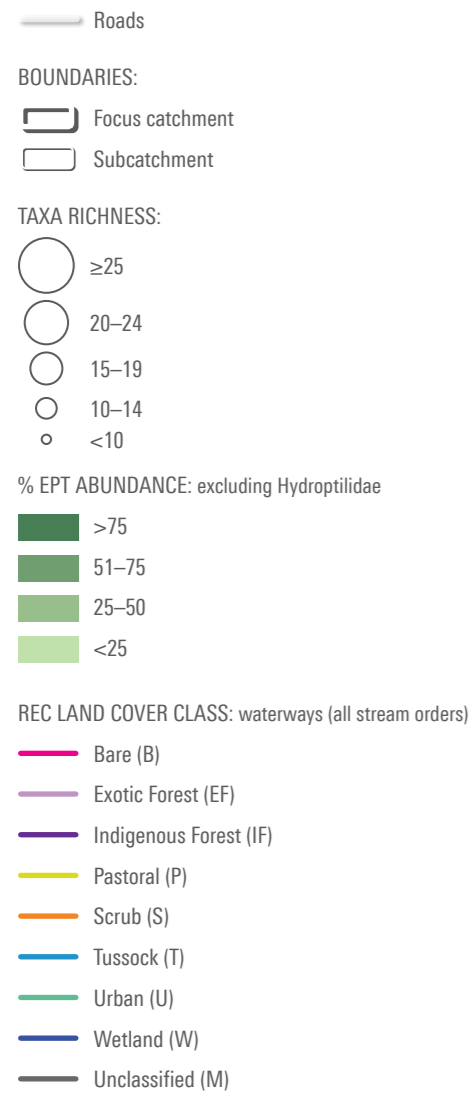 Roads
BOUNDARIES:
Focus catchment
Subcatchment
TAXA RICHNESS:
≥25
20–24
15–19
10–14
<10
% EPT ABUNDANCE: excluding Hydroptilidae
>75
51–75
25–50
<25
REC LAND COVER CLASS: waterways (all stream orders)
Bare (B)
Exotic Forest (EF)
Indigenous Forest (IF)
Pastoral (P)
Scrub (S)
Tussock (T)
Urban (U)
Wetland (W)
Unclassified (M)